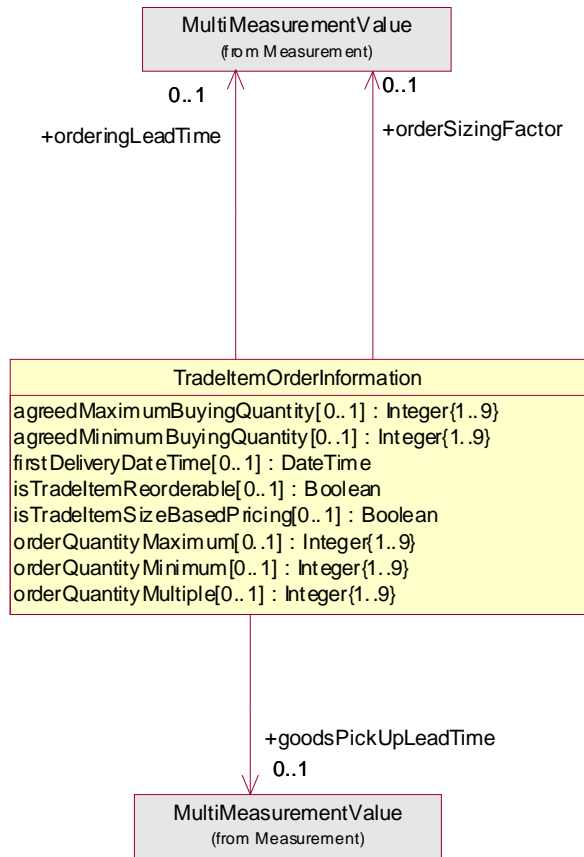 MultiMeasurementValue
(from Measurement)
0..1
0..1
+orderingLeadTime
+orderSizingFactor
TradeItemOrderInformation
agreedMaximumBuyingQuantity[0..1] : Integer{1..9}
agreedMinimumBuyingQuantity[0..1] : Integer{1..9}
firstDeliveryDateTime[0..1] : DateTime
isTradeItemReorderable[0..1] : Boolean
isTradeItemSizeBasedPricing[0..1] : Boolean
orderQuantityMaximum[0..1] : Integer{1..9}
orderQuantityMinimum[0..1] : Integer{1..9}
orderQuantityMultiple[0..1] : Integer{1..9}
+goodsPickUpLeadTime
0..1
MultiMeasurementValue
(from Measurement)